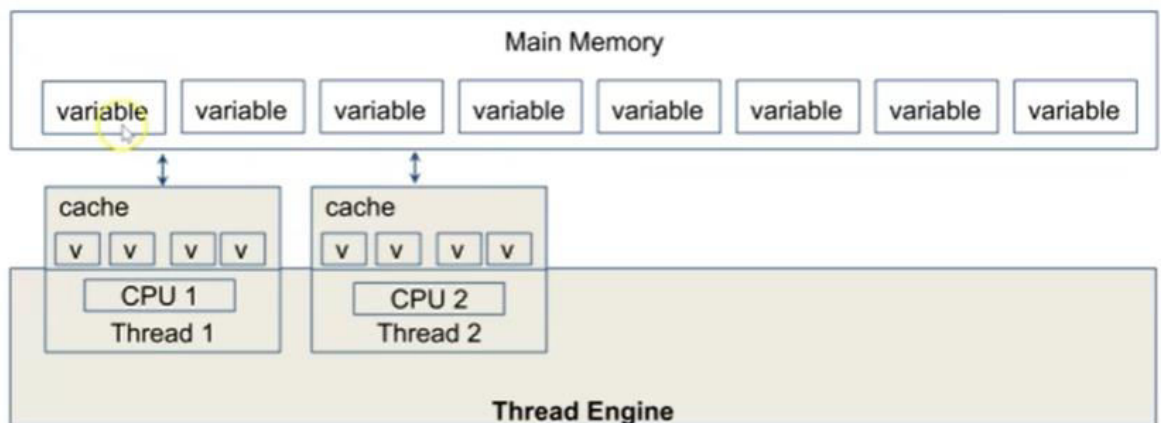 Main Memory
variable variable variable variable variable variable variable variable
cache cache
v v v v v v v v
CPU 1 CPU 2
Thread 1 Thread 2
Thread Engine